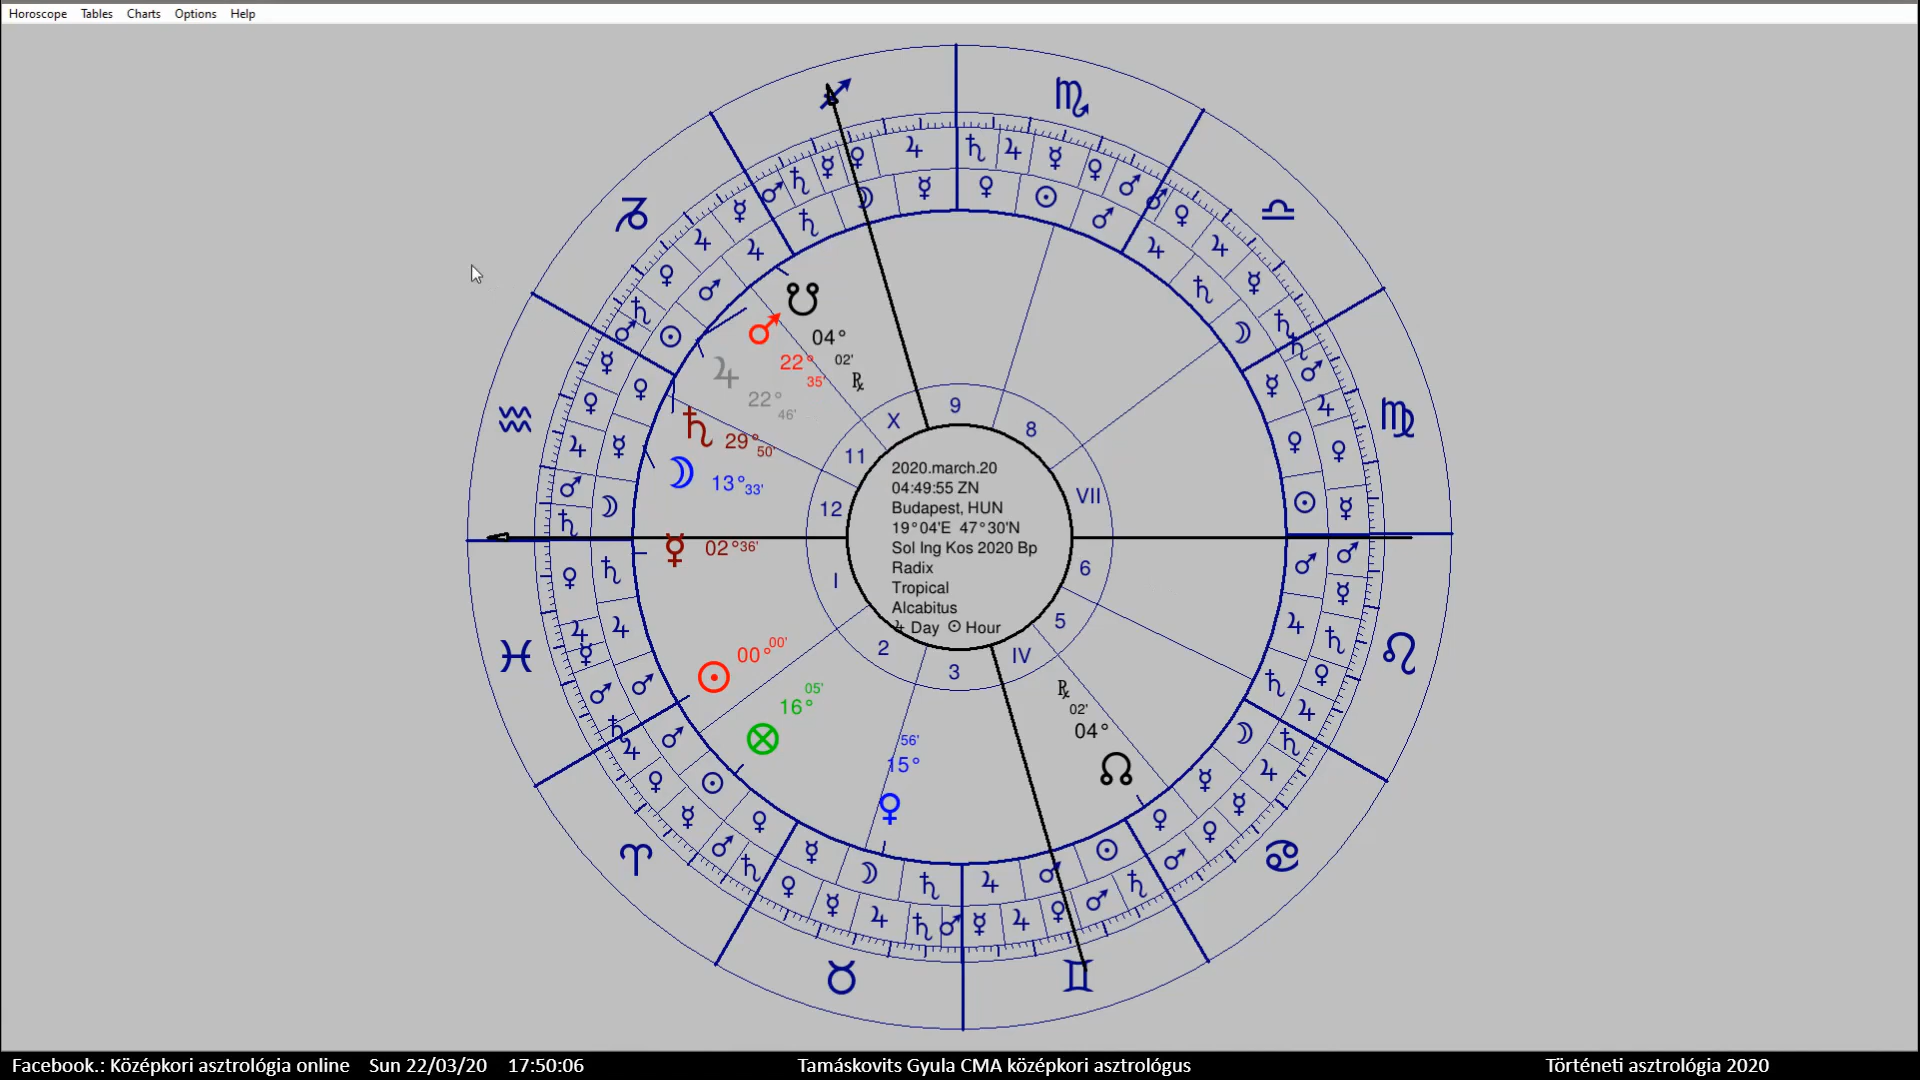 Horoscope Tables Charts Options Help
04°
02'
22°
35'
22°
46'
29°
50'
13°33'
02°36'
00°00'
16°
05'
56'
15°
02'
04°
9
8
VII
6
5
IV
3
2
I
12
11
X
2020.march.20
04:49:55 ZN
Budapest, HUN
19°04'E 47°30'N
Sol Ing Kos 2020 Bp
Radix
Tropical
Alcabitus
♃ Day ☉ Hour
Facebook.: Középkori asztrológia online Sun 22/03/20 17:50:06
Tamáskovits Gyula CMA középkori asztrológus
Történeti asztrológia 2020